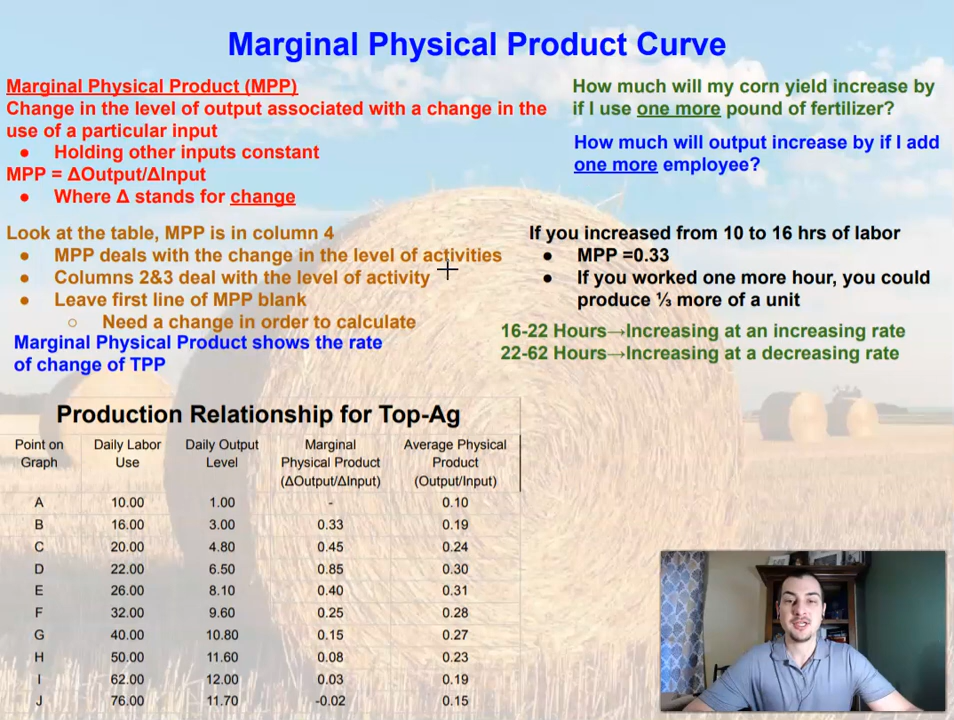 Marginal Physical Product Curve
Marginal Physical Product (MPP)
Change in the level of output associated with a change in the
use of a particular input
● Holding other inputs constant
MPP = ΔOutput/ΔInput
● Where Δ stands for change
How much will my corn yield increase by
if I use one more pound of fertilizer?
How much will output increase by if I add
one more employee?
Look at the table, MPP is in column 4
● MPP deals with the change in the level of activities
● Columns 2&3 deal with the level of activity
● Leave first line of MPP blank
○ Need a change in order to calculate
Marginal Physical Product shows the rate
of change of TPP
If you increased from 10 to 16 hrs of labor
● MPP =0.33
● If you worked one more hour, you could
produce ⅓ more of a unit
16-22 Hours→Increasing at an increasing rate
22-62 Hours→Increasing at a decreasing rate
Production Relationship for Top-Ag
Point on Daily Labor Daily Output Marginal Average Physical
Graph Use Level Physical Product Product
(ΔOutput/ΔInput) (Output/Input)
A 10.00 1.00 - 0.10
B 16.00 3.00 0.33 0.19
C 20.00 4.80 0.45 0.24
D 22.00 6.50 0.85 0.30
E 26.00 8.10 0.40 0.31
F 32.00 9.60 0.25 0.28
G 40.00 10.80 0.15 0.27
H 50.00 11.60 0.08 0.23
I 62.00 12.00 0.03 0.19
J 76.00 11.70 -0.02 0.15